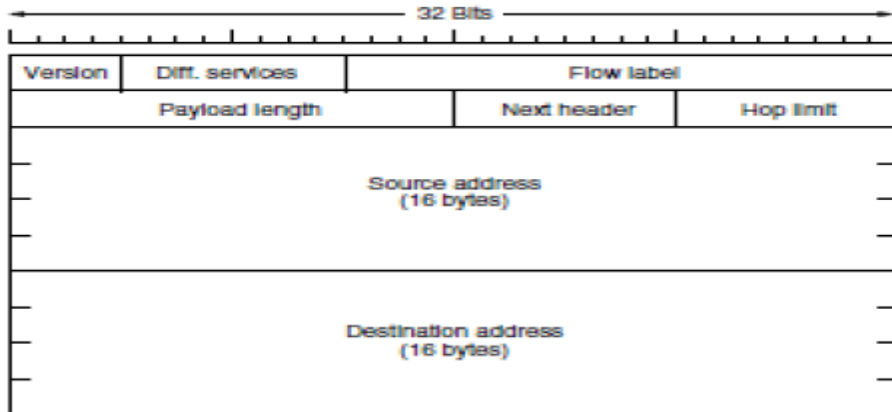 32 Bits
Version Diff. services Flow label
Payload length Next header Hop limit
Source address
(16 bytes)
Destination address
(16 bytes)